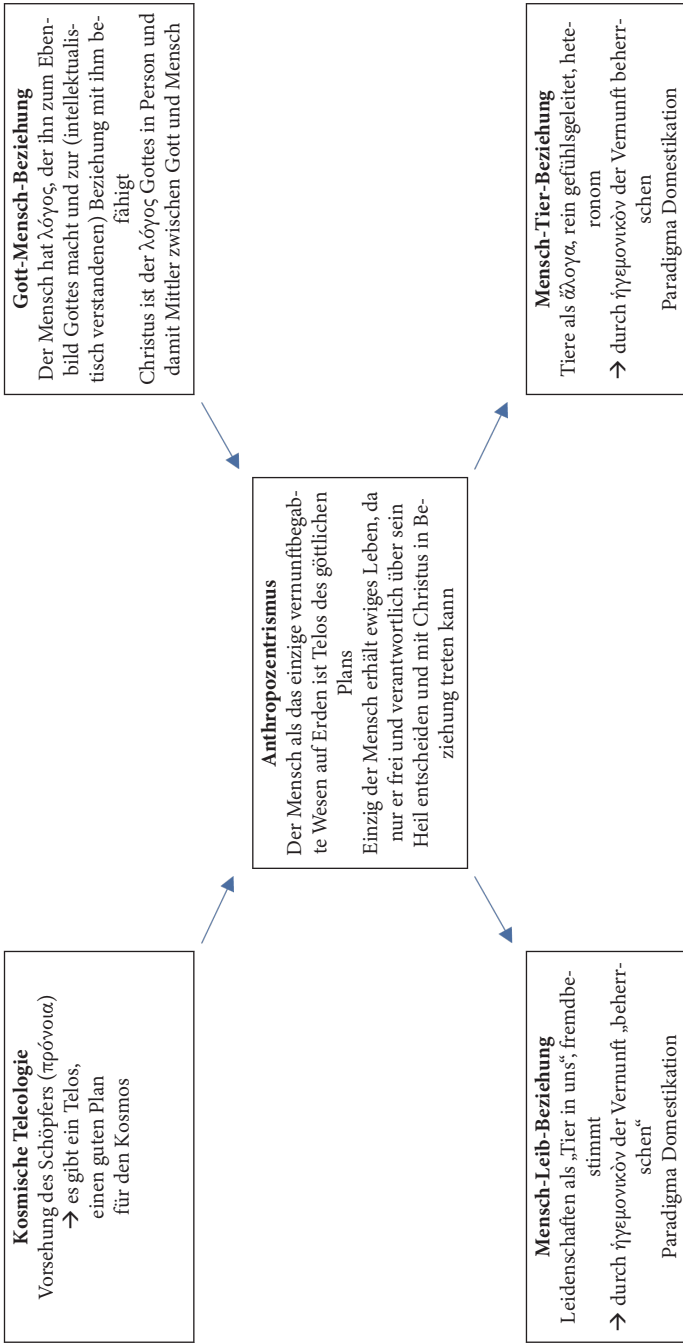 Kosmische Teleologie
Vorsehung des Schöpfers (πρόνοια)
→ es gibt ein Telos,
einen guten Plan
für den Kosmos
Gott-Mensch-Beziehung
Der Mensch hat λόγος, der ihn zum Eben-
bild Gottes macht und zur (intellektualis-
tisch verstandenen) Beziehung mit ihm be-
fähigt
Christus ist der λόγος Gottes in Person und
damit Mittler zwischen Gott und Mensch
Anthropozentrismus
Der Mensch als das einzige vernunftbegab-
te Wesen auf Erden ist Telos des göttlichen
Plans
Einzig der Mensch erhält ewiges Leben, da
nur er frei und verantwortlich über sein
Heil entscheiden und mit Christus in Be-
ziehung treten kann
Mensch-Leib-Beziehung
Leidenschaften als „Tier in uns“, fremdbe-
stimmt
→ durch ἡγεμονικὸν der Vernunft „beherr-
schen“
Paradigma Domestikation
Mensch-Tier-Beziehung
Tiere als ἄλογα, rein gefühlsgeleitet, hete-
ronom
→ durch ἡγεμονικὸν der Vernunft beherr-
schen
Paradigma Domestikation